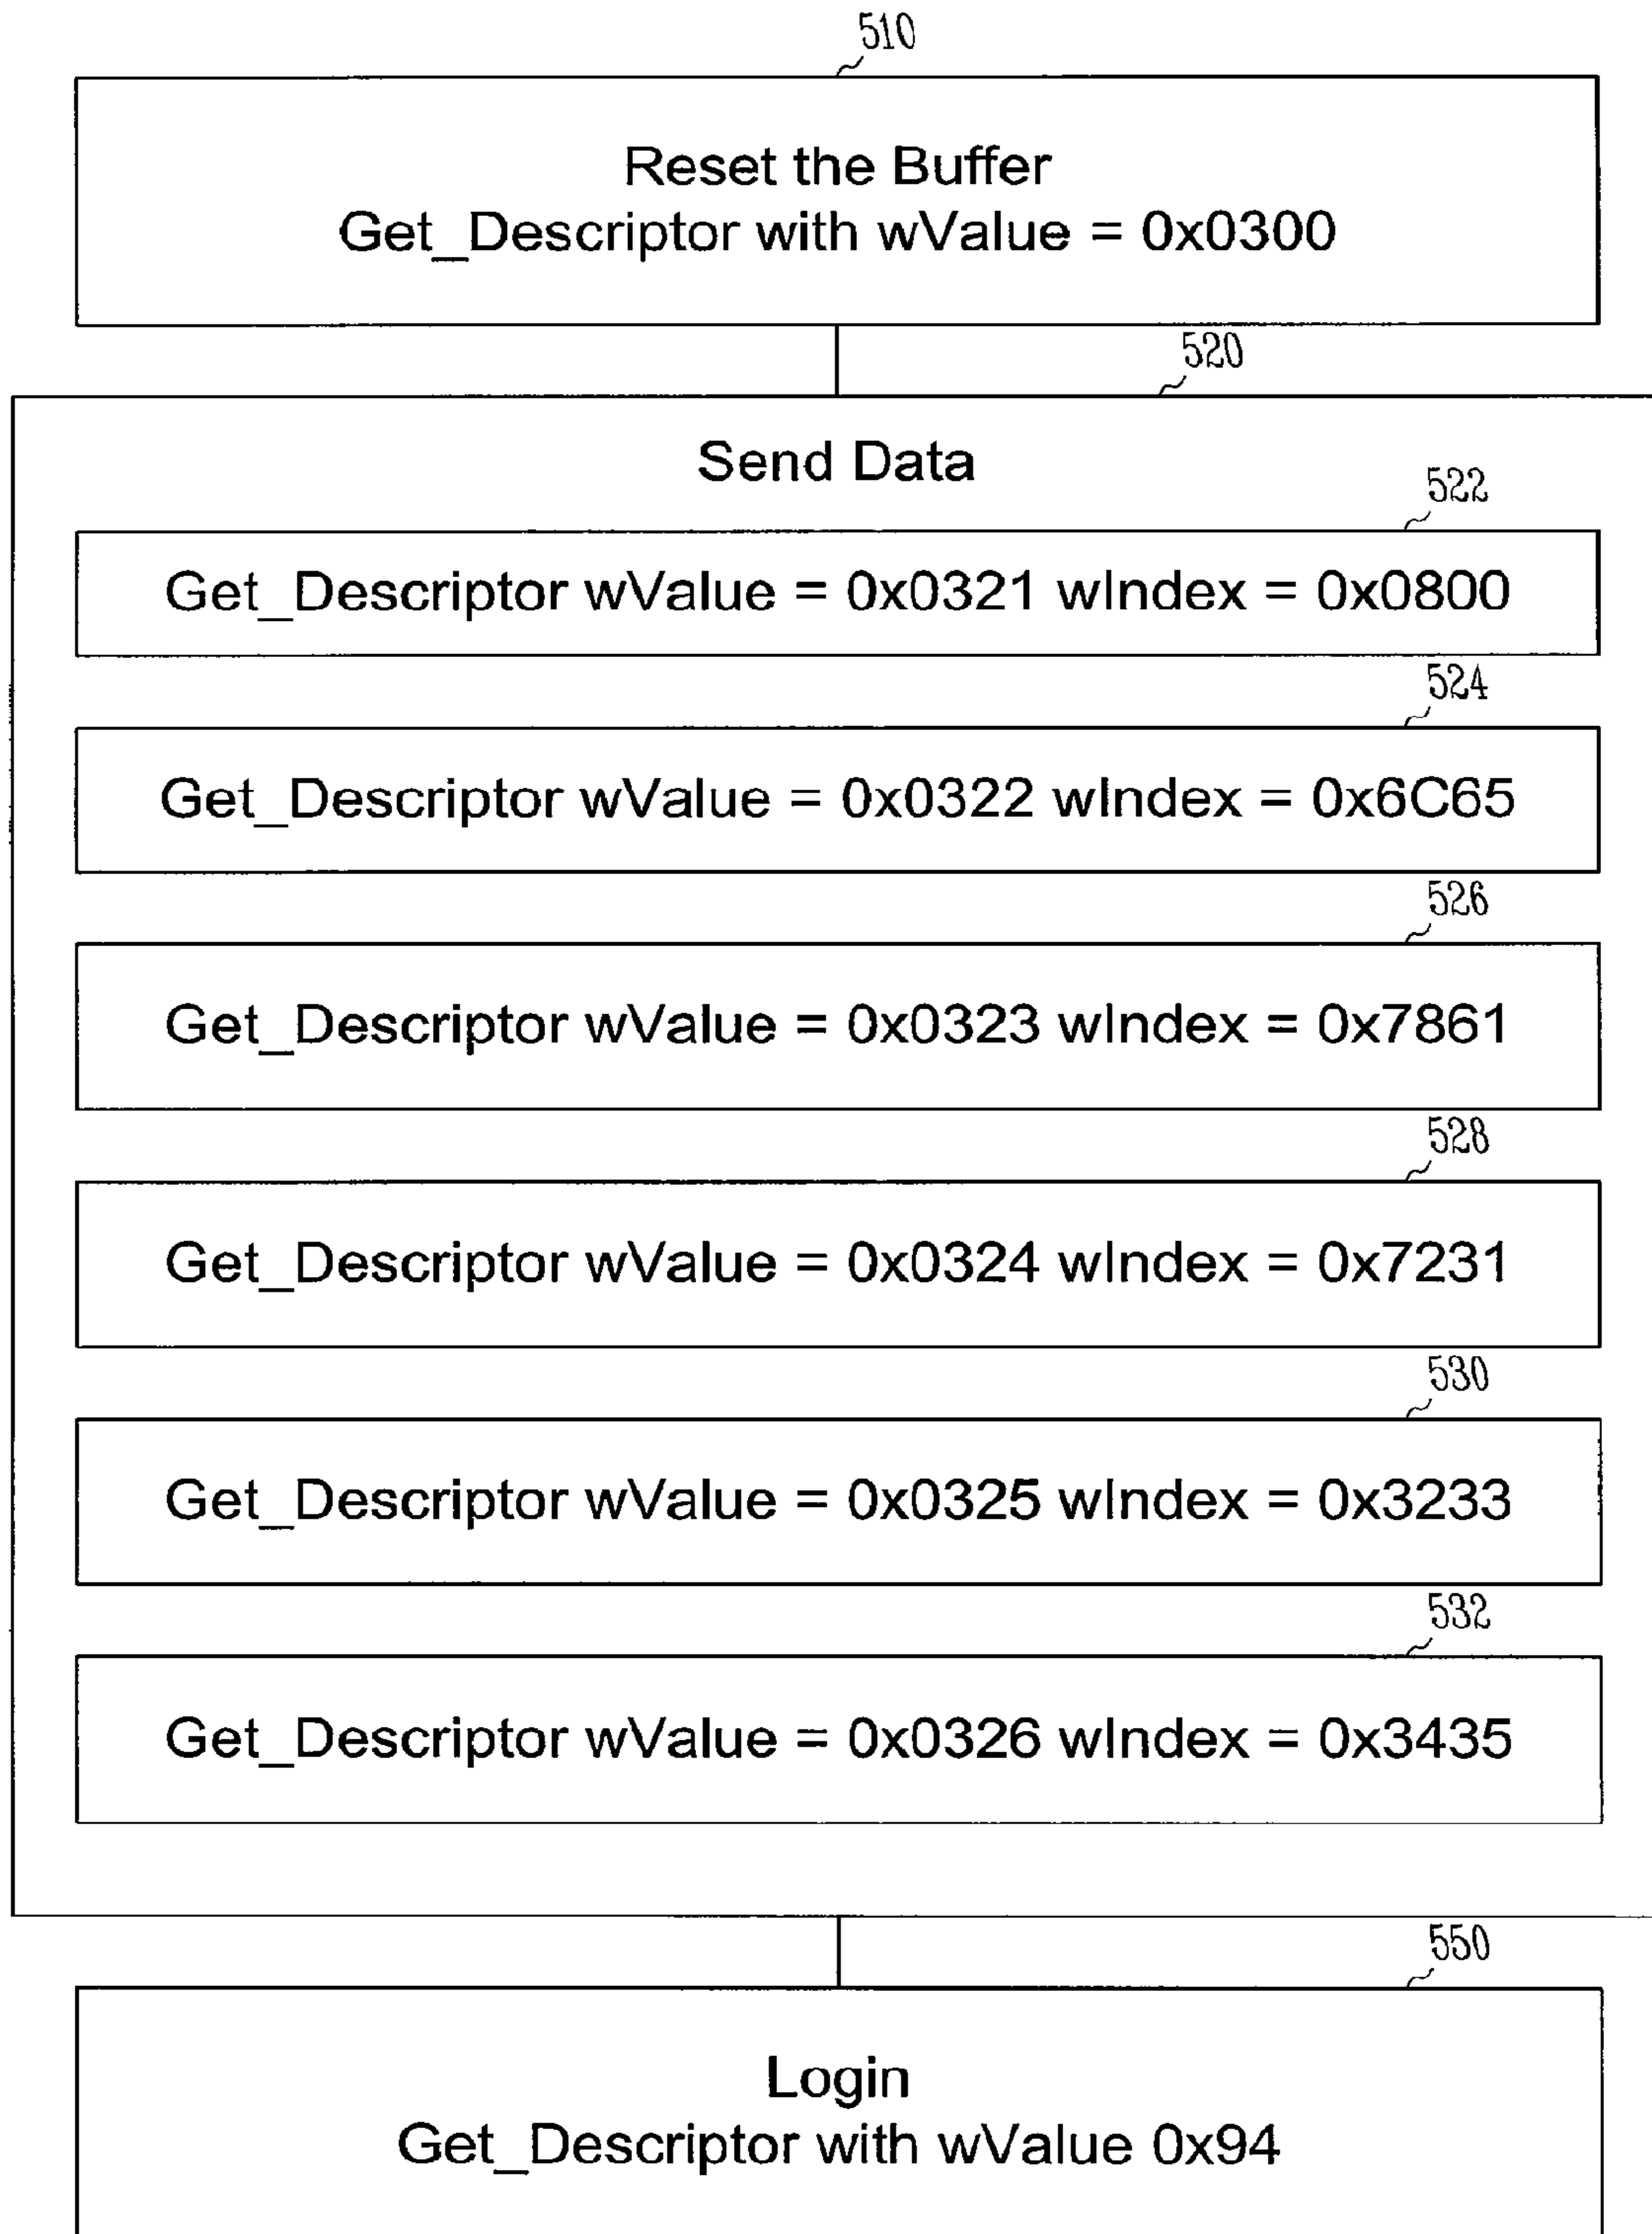 510
Reset the Buffer
Get_Descriptor with wValue = 0x0300
520
Send Data
522
Get_Descriptor wValue = 0x0321 wIndex = 0x0800
524
Get_Descriptor wValue = 0x0322 wIndex = 0x6C65
526
Get_Descriptor wValue = 0x0323 wIndex = 0x7861
528
Get_Descriptor wValue = 0x0324 wIndex = 0x7231
530
Get_Descriptor wValue = 0x0325 wIndex = 0x3233
532
Get_Descriptor wValue = 0x0326 wIndex = 0x3435
550
Login
Get_Descriptor with wValue 0x94